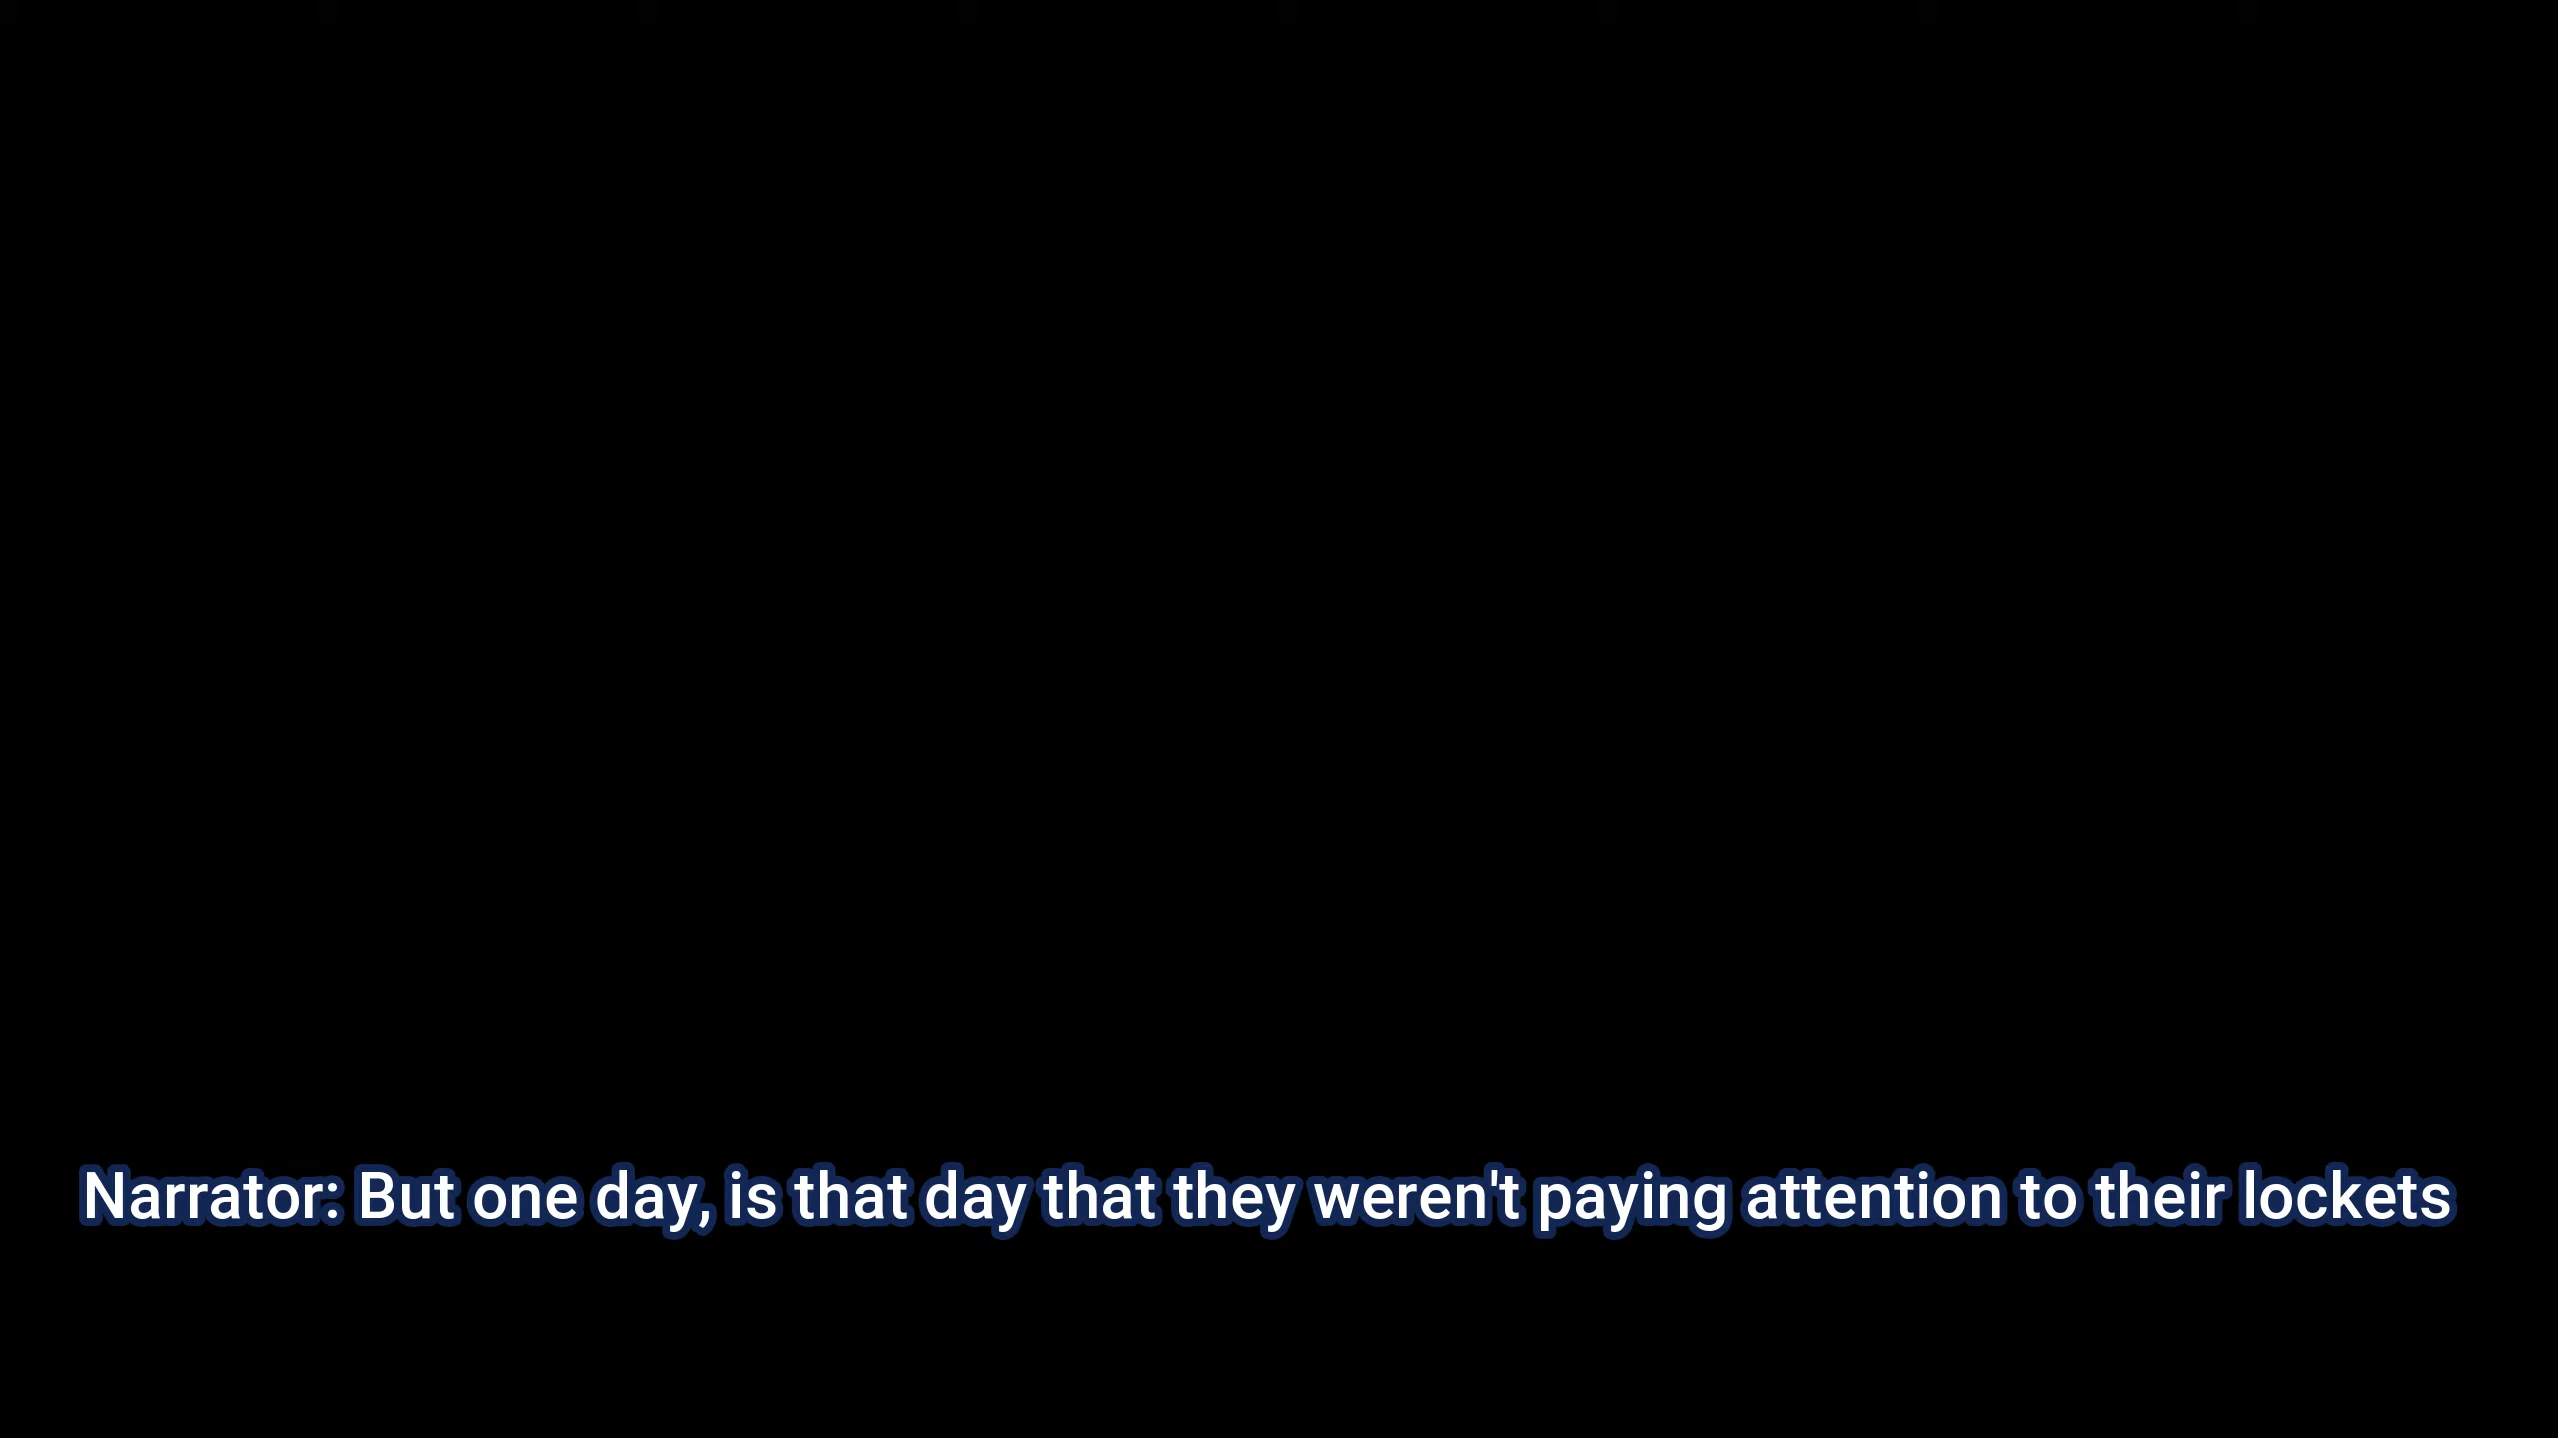 Narrator: But one day, is that day that they weren't paying attention to their lockets